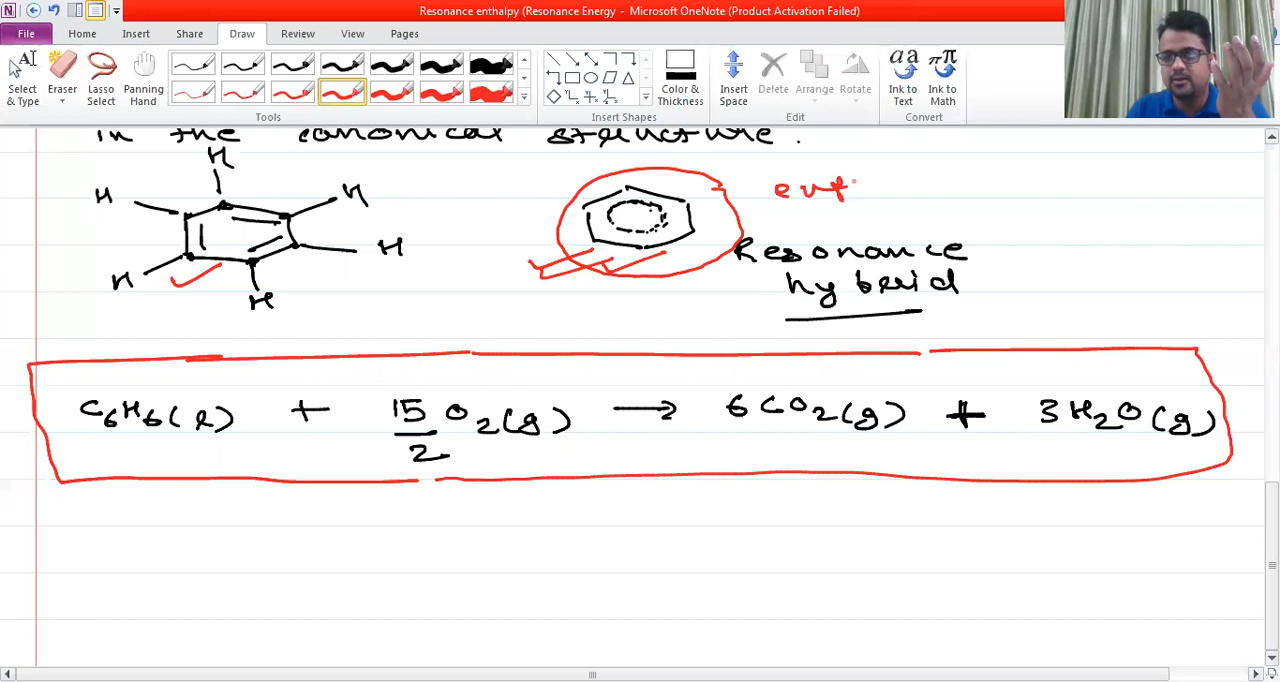 Resonance enthalpy (Resonance Energy - Microsoft OneNote (Product Activation Failed)
File Home Insert Share Draw Review View Pages
Select & Type Eraser Lasso Select Panning Hand Color & Thickness Insert Space Delete Arrange Rotate Ink to Text Ink to Math
Tools Insert Shapes Edit Convert
in the canonical structure.
H
H H
H
H
H
Resonance
hybrid
C6H6(l) + 15/2 O2(g) → 6CO2(g) + 3H2O(g)